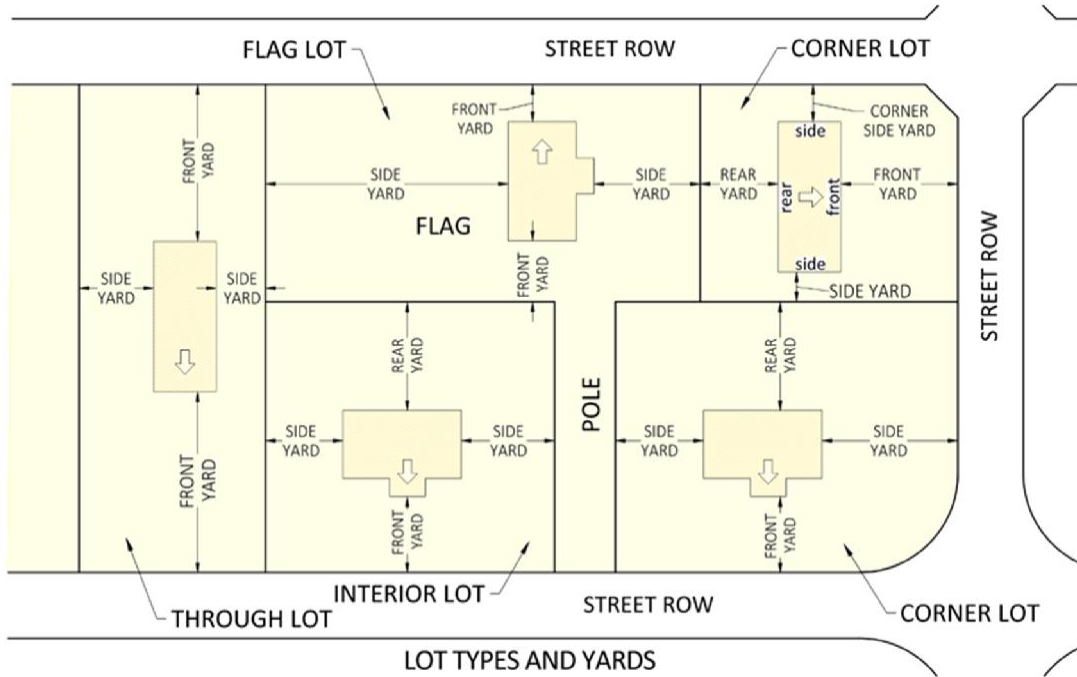 FLAG LOT
STREET ROW
CORNER LOT
FRONT
YARD
FRONT
YARD
side
CORNER
SIDE YARD
SIDE
YARD
SIDE
YARD
REAR
YARD
rear
front
FRONT
YARD
FLAG
STREET ROW
side
SIDE
YARD
SIDE
YARD
FRONT
YARD
SIDE YARD
REAR
YARD
REAR
YARD
POLE
SIDE
YARD
SIDE
YARD
SIDE
YARD
SIDE
YARD
FRONT
YARD
FRONT
YARD
FRONT
YARD
INTERIOR LOT
STREET ROW
THROUGH LOT
CORNER LOT
LOT TYPES AND YARDS